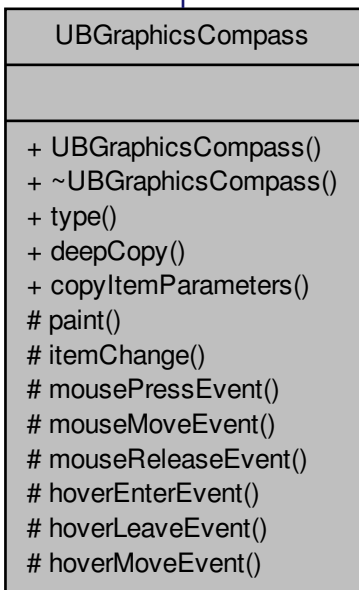 UBGraphicsCompass
+ UBGraphicsCompass()
+ ~UBGraphicsCompass()
+ type()
+ deepCopy()
+ copyItemParameters()
# paint()
# itemChange()
# mousePressEvent()
# mouseMoveEvent()
# mouseReleaseEvent()
# hoverEnterEvent()
# hoverLeaveEvent()
# hoverMoveEvent()